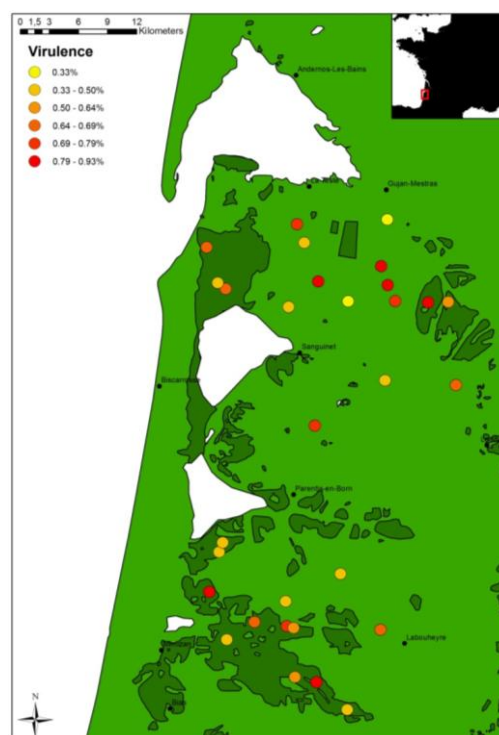 0 1,5 3 6 9 12
Kilometers
Virulence
0.33%
0.33 - 0.50%
0.50 - 0.64%
0.64 - 0.69%
0.69 - 0.79%
0.79 - 0.93%
Andernos-Les-Bains
Gujan-Mestras
Sanguinet
Biscarrosse
Parentis-en-Born
Labouheyre
N